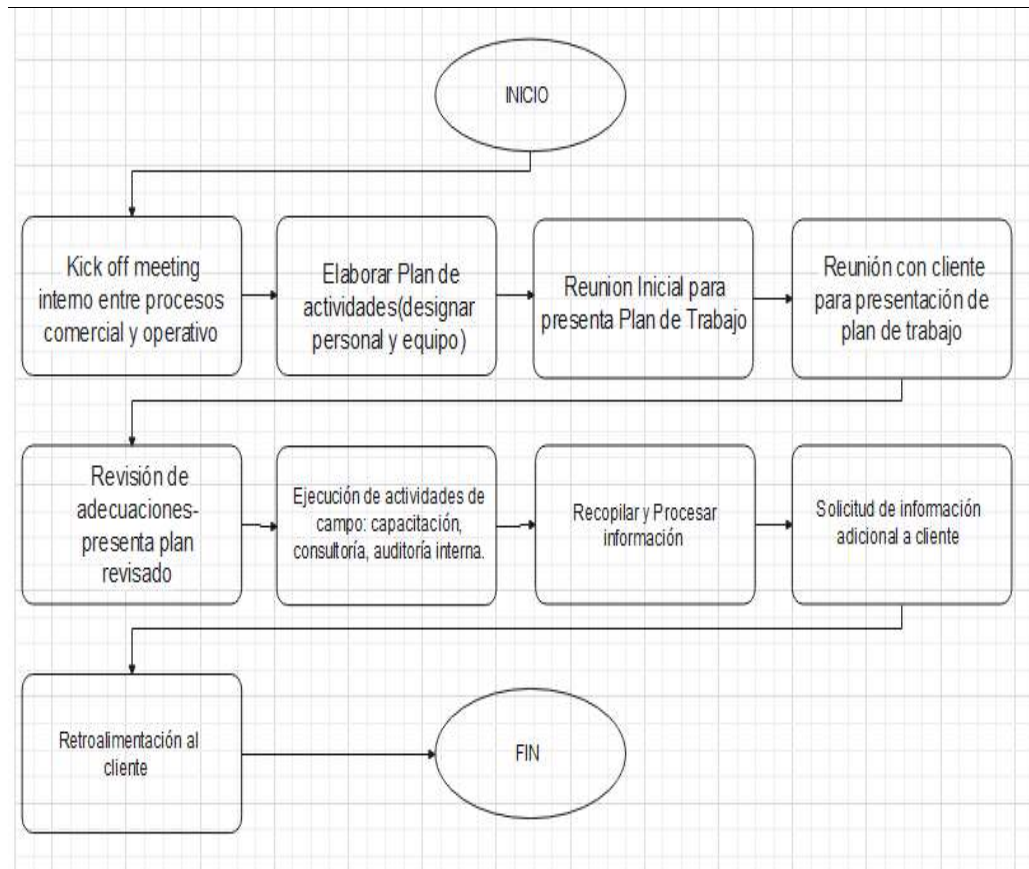 INICIO
Kick off meeting
interno entre procesos
comercial y operativo
Elaborar Plan de
actividades(designar
personal y equipo)
Reunion Inicial para
presenta Plan de Trabajo
Reunión con cliente
para presentación de
plan de trabajo
Revisión de
adecuaciones-
presenta plan
revisado
Ejecución de actividades de
campo: capacitación,
consultoría, auditoría interna.
Recopilar y Procesar
información
Solicitud de información
adicional a cliente
Retroalimentación al
cliente
FIN